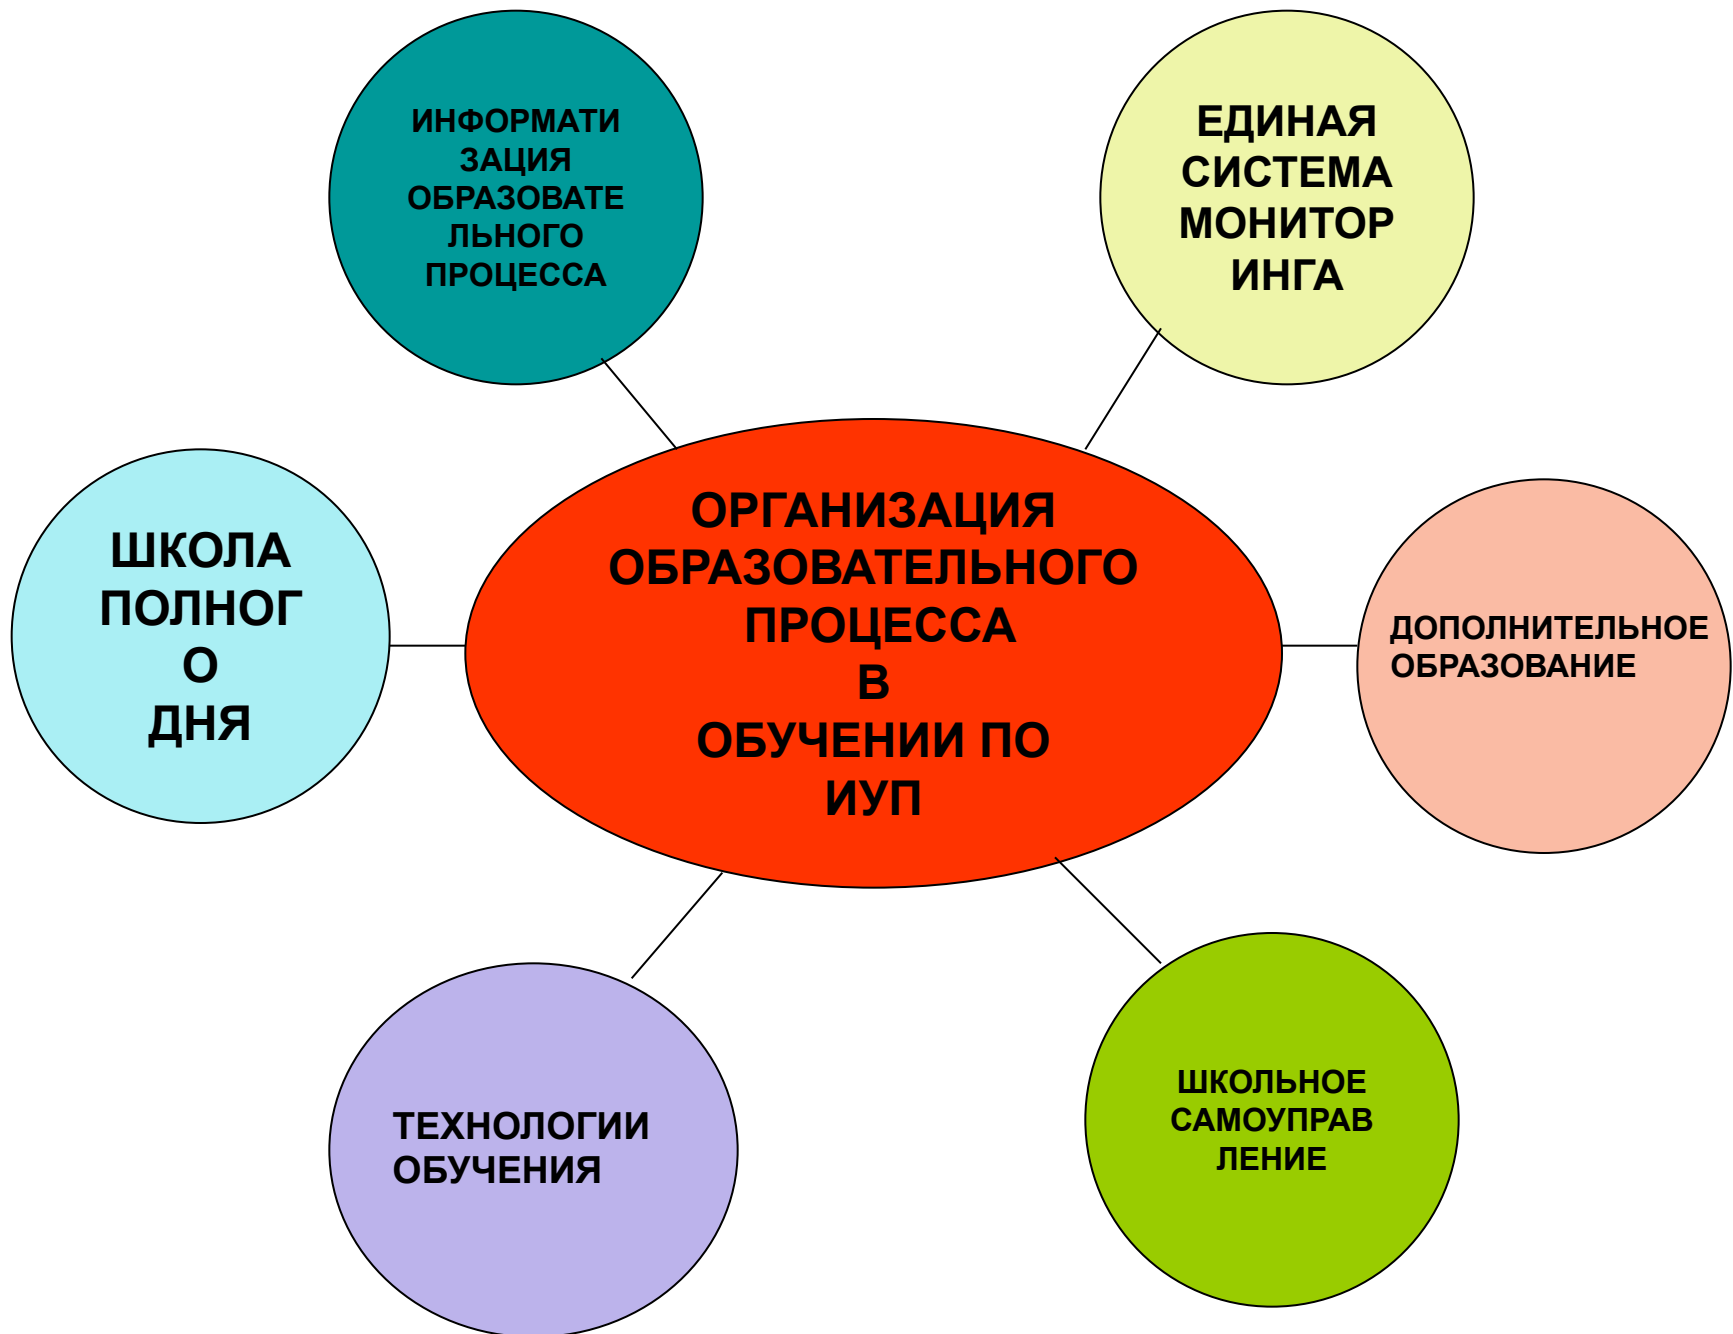 ИНФОРМАТИ
ЗАЦИЯ
ОБРАЗОВАТЕ
ЛЬНОГО
ПРОЦЕССА
ЕДИНАЯ
СИСТЕМА
МОНИТОР
ИНГА
ШКОЛА
ПОЛНОГ
О
ДНЯ
ОРГАНИЗАЦИЯ
ОБРАЗОВАТЕЛЬНОГО
ПРОЦЕССА
В
ОБУЧЕНИИ ПО
ИУП
ДОПОЛНИТЕЛЬНОЕ
ОБРАЗОВАНИЕ
ТЕХНОЛОГИИ
ОБУЧЕНИЯ
ШКОЛЬНОЕ
САМОУПРАВ
ЛЕНИЕ